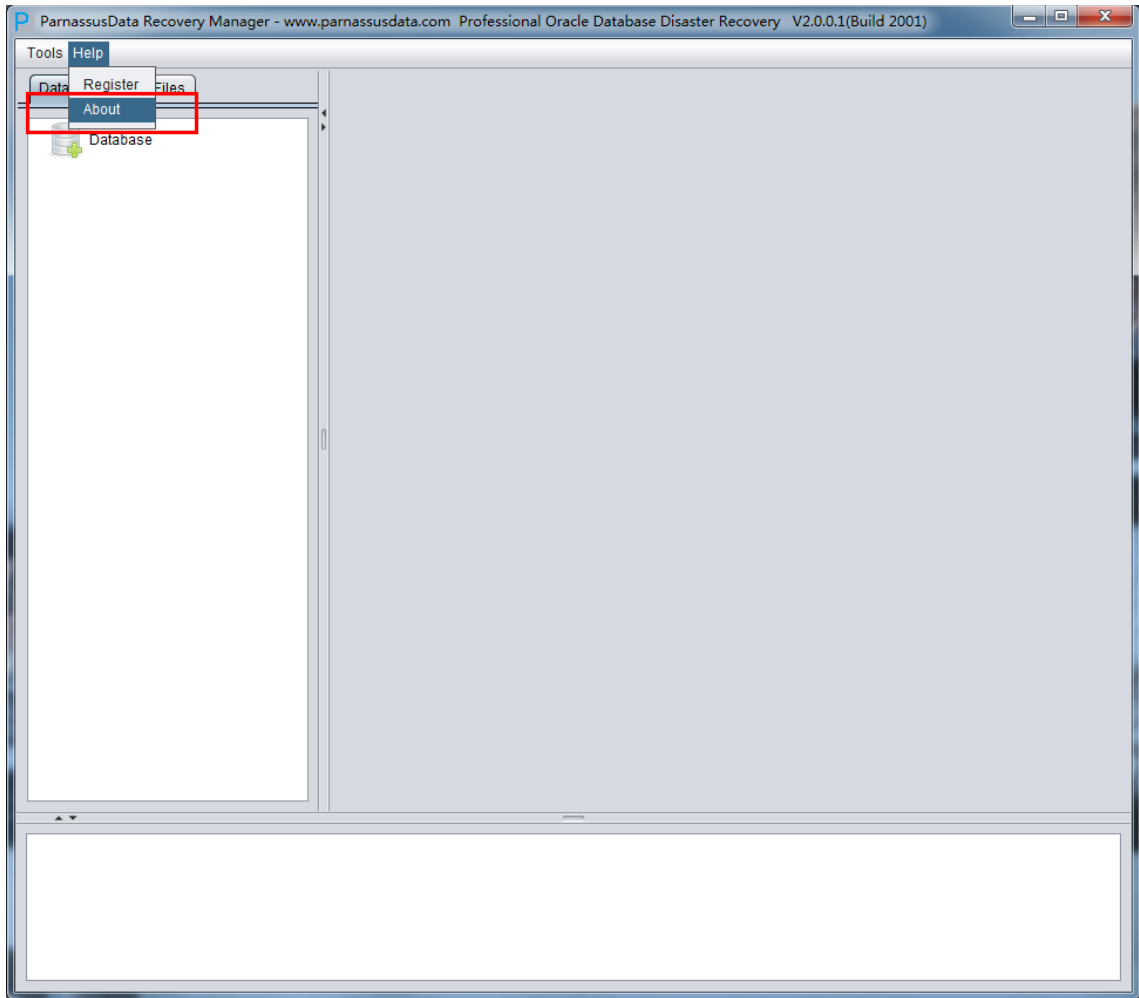 P ParnassusData Recovery Manager - www.parnassusdata.com Professional Oracle Database Disaster Recovery V2.0.0.1(Build 2001)
Tools Help
Register
Data Files
About
Database